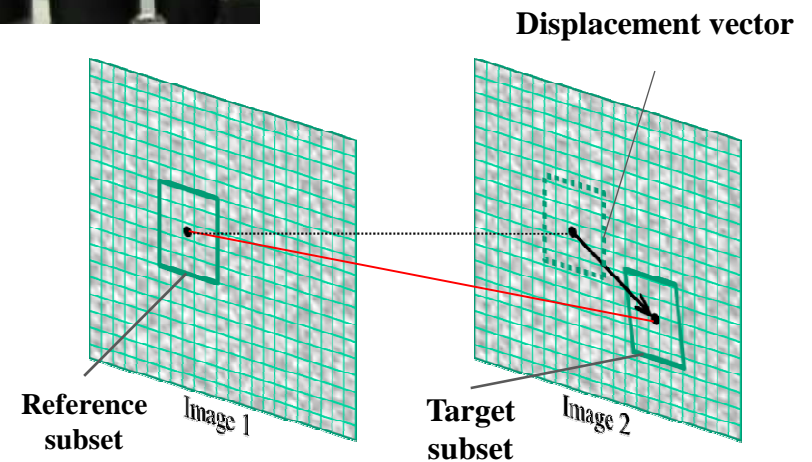 Displacement vector
Reference
subset
Image 1
Target
subset
Image 2